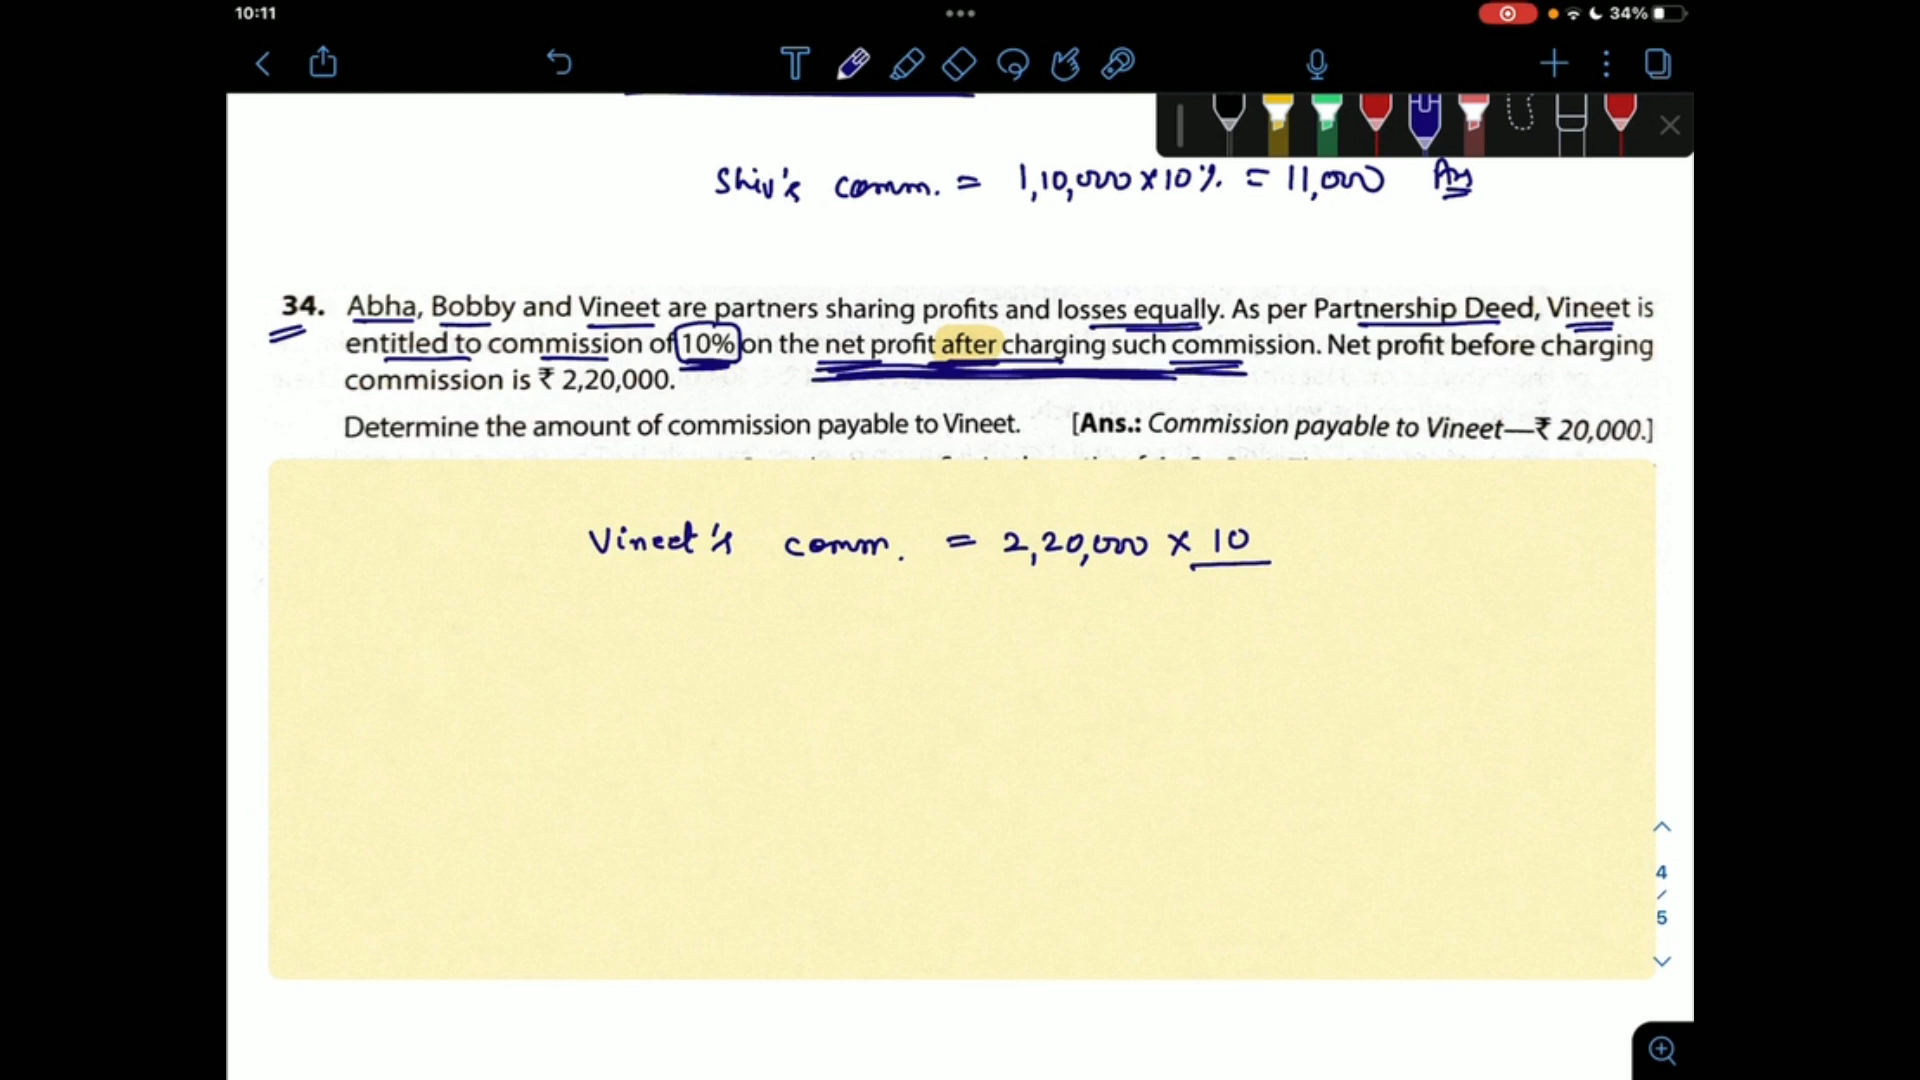 10:11
34%
T
Shiv's comm. = 1,10,000 × 10% = 11,000 Ans
34. Abha, Bobby and Vineet are partners sharing profits and losses equally. As per Partnership Deed, Vineet is
entitled to commission of 10% on the net profit after charging such commission. Net profit before charging
commission is ₹ 2,20,000.
Determine the amount of commission payable to Vineet. [Ans.: Commission payable to Vineet—₹ 20,000.]
Vineet's comm. = 2,20,000 × 10
4
/
5